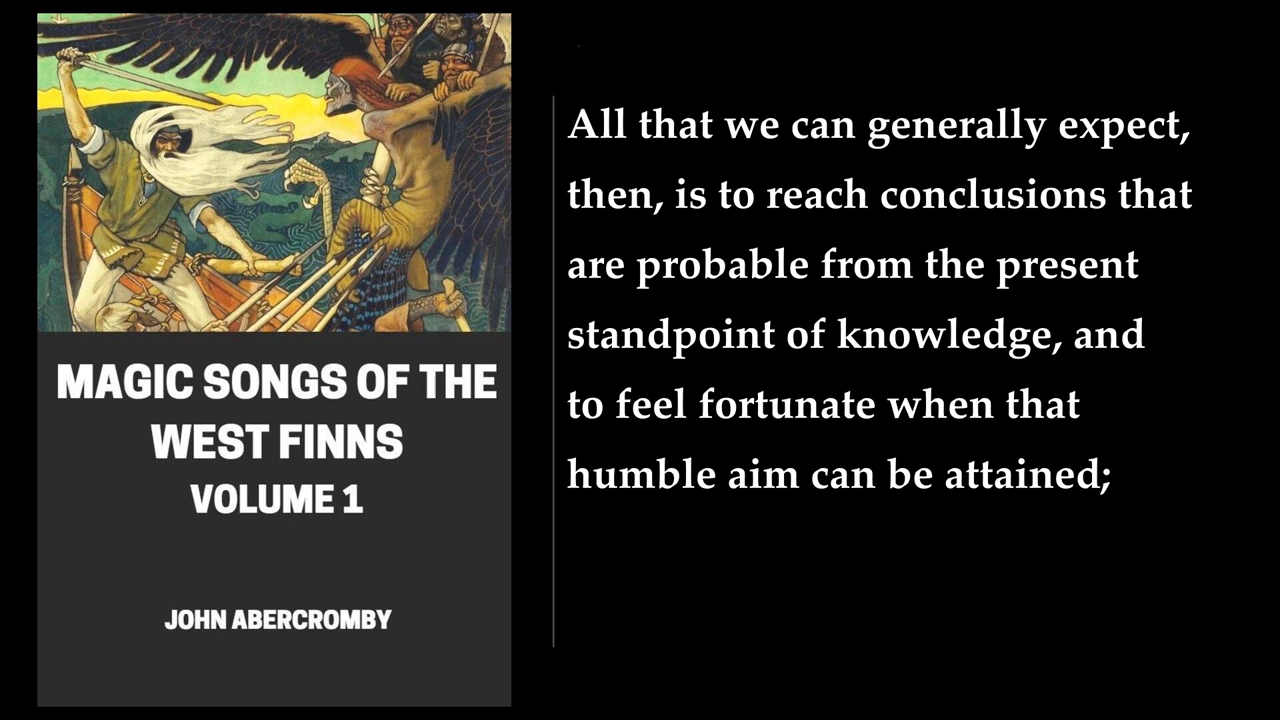 MAGIC SONGS OF THE
WEST FINNS
VOLUME 1
JOHN ABERCROMBY
All that we can generally expect,
then, is to reach conclusions that
are probable from the present
standpoint of knowledge, and
to feel fortunate when that
humble aim can be attained;